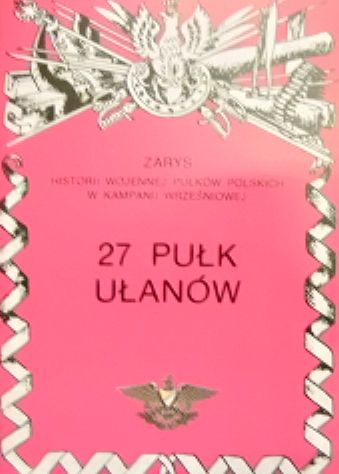 ZARYS
HISTORII WOJENNEJ PUŁKÓW POLSKICH
W KAMPANII WRZEŚNIOWEJ
27 PUŁK
UŁANÓW